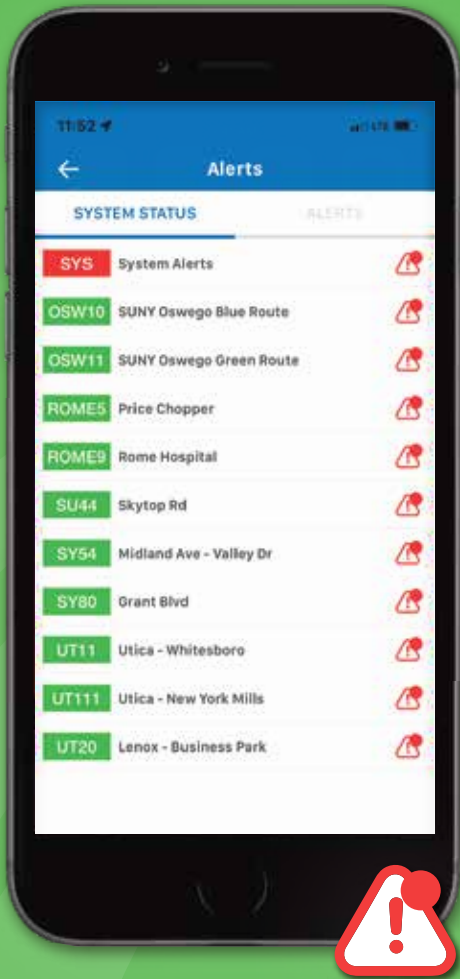 11:52
LTE
Alerts
SYSTEM STATUS
ALERTS
SYS System Alerts
OSW10 SUNY Oswego Blue Route
OSW11 SUNY Oswego Green Route
ROME5 Price Chopper
ROME9 Rome Hospital
SU44 Skytop Rd
SY54 Midland Ave - Valley Dr
SY80 Grant Blvd
UT11 Utica - Whitesboro
UT111 Utica - New York Mills
UT20 Lenox - Business Park